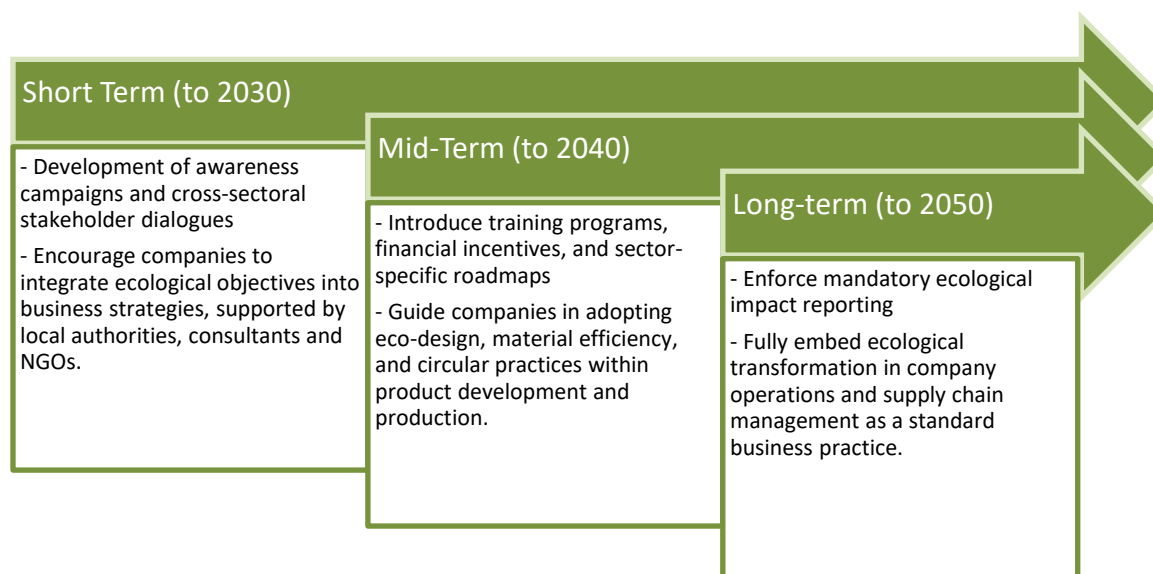 Short Term (to 2030)
- Development of awareness
campaigns and cross-sectoral
stakeholder dialogues
- Encourage companies to
integrate ecological objectives into
business strategies, supported by
local authorities, consultants and
NGOs.
Mid-Term (to 2040)
- Introduce training programs,
financial incentives, and sector-
specific roadmaps
- Guide companies in adopting
eco-design, material efficiency,
and circular practices within
product development and
production.
Long-term (to 2050)
- Enforce mandatory ecological
impact reporting
- Fully embed ecological
transformation in company
operations and supply chain
management as a standard
business practice.